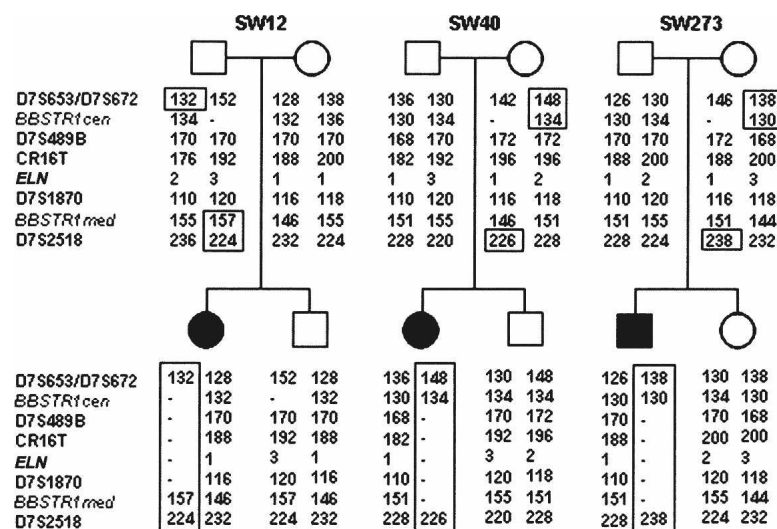 SW12 SW40 SW273
D7S653/D7S672 132 152 128 138 136 130 142 148 126 130 146 138
BBSTR1cen 134 - 132 136 130 134 - 134 130 134 - 130
D7S489B 170 170 170 170 168 170 172 172 170 170 172 168
CR16T 176 192 188 200 182 192 196 196 188 200 188 200
ELN 2 3 1 1 1 3 1 2 1 2 1 3
D7S1870 110 120 116 118 110 120 116 118 110 120 116 118
BBSTR1med 155 157 146 155 151 155 146 151 151 155 151 144
D7S2518 236 224 232 224 228 220 226 228 228 224 238 232
D7S653/D7S672 132 128 152 128 136 148 130 148 126 138 130 138
BBSTR1cen - 132 - 132 130 134 134 134 130 130 134 130
D7S489B - 170 170 170 168 - 170 172 170 - 170 168
CR16T - 188 192 188 182 - 192 196 188 - 200 200
ELN - 1 3 1 1 - 3 2 1 - 2 3
D7S1870 - 116 120 116 110 - 120 118 110 - 120 118
BBSTR1med 157 146 157 146 151 - 155 151 151 - 155 144
D7S2518 224 232 224 232 228 226 220 228 228 238 224 232